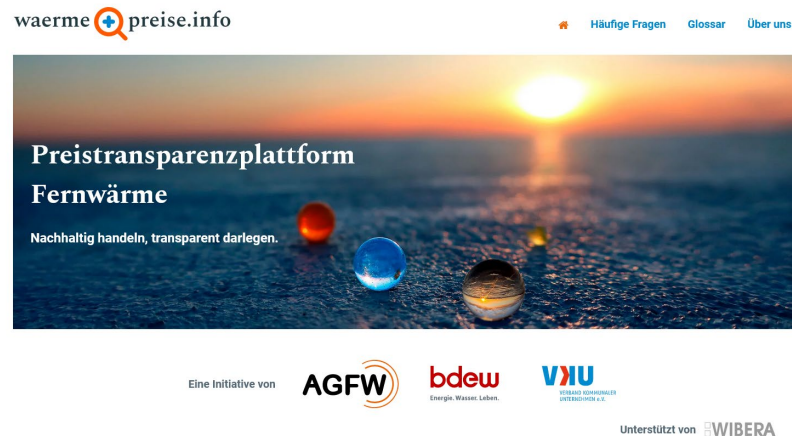 waerme preise.info
Häufige Fragen Glossar Über uns
Preistransparenzplattform
Fernwärme
Nachhaltig handeln, transparent darlegen.
Eine Initiative von
AGFW
bdew
Energie. Wasser. Leben.
VKU
VERBAND KOMMUNALER
UNTERNEHMEN e.V.
Unterstützt von
WIBERA